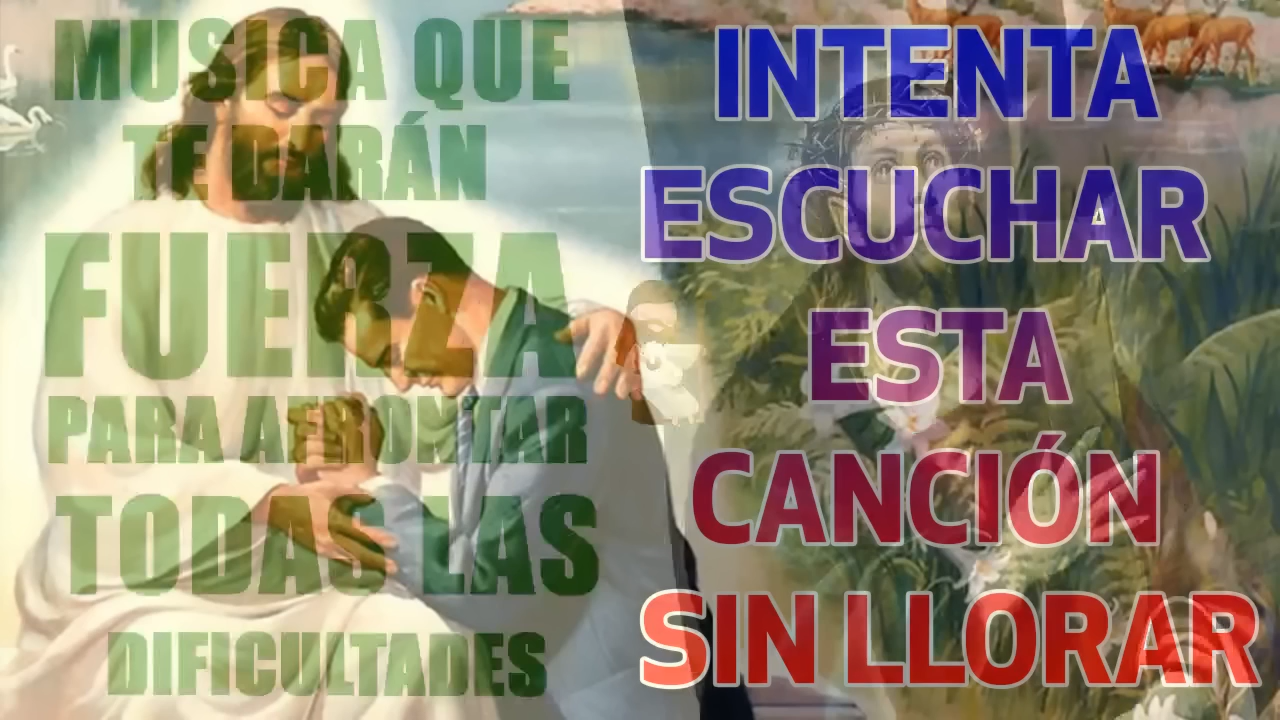 MUSICA QUE
TE DARÁN
FUERZA
PARA AFRONTAR
TODAS LAS
DIFICULTADES
INTENTA
ESCUCHAR
ESTA
CANCIÓN
SIN LLORAR